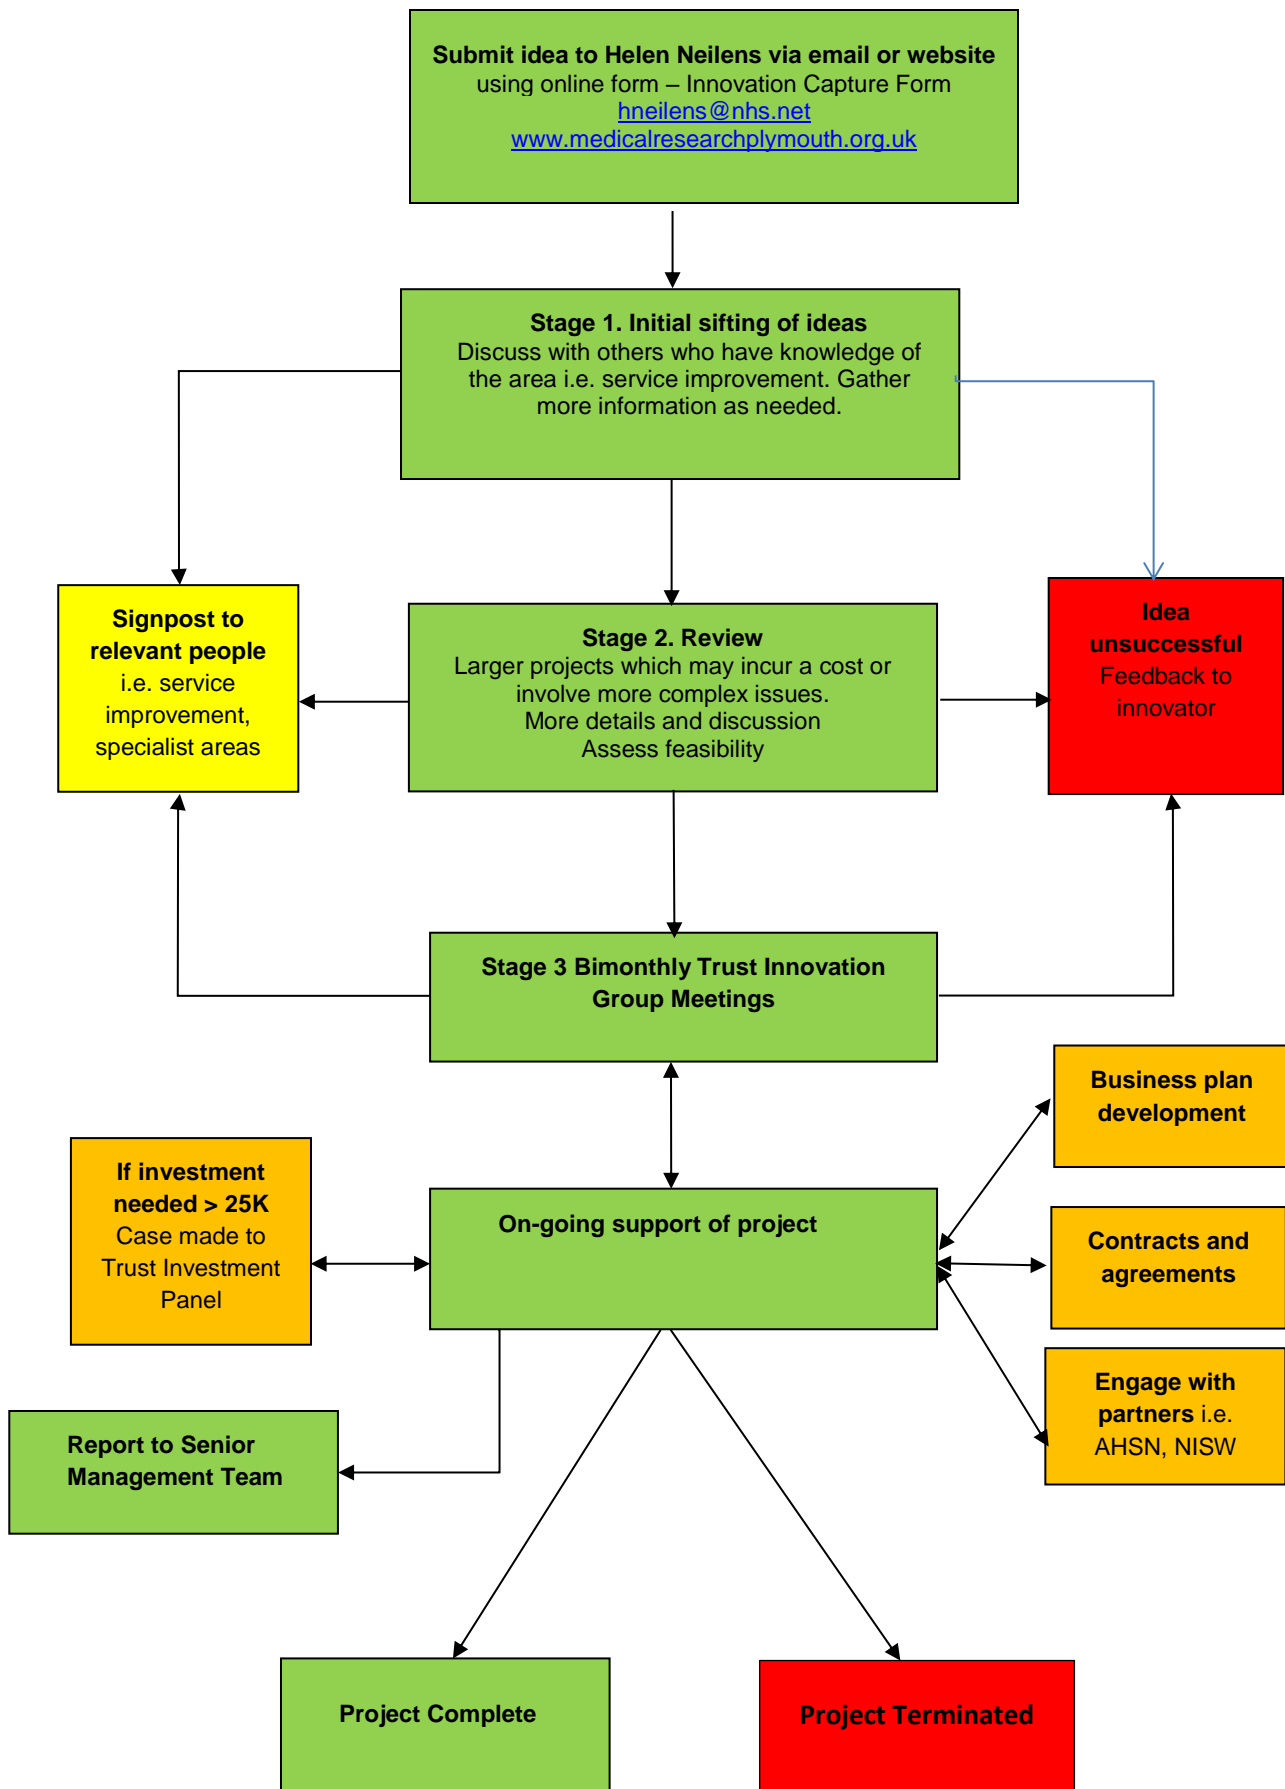 Submit idea to Helen Neilens via email or website
using online form – Innovation Capture Form
hneilens@nhs.net
www.medicalresearchplymouth.org.uk
Stage 1. Initial sifting of ideas
Discuss with others who have knowledge of
the area i.e. service improvement. Gather
more information as needed.
Signpost to
relevant people
i.e. service
improvement,
specialist areas
Stage 2. Review
Larger projects which may incur a cost or
involve more complex issues.
More details and discussion
Assess feasibility
Idea
unsuccessful
Feedback to
innovator
Stage 3 Bimonthly Trust Innovation
Group Meetings
Business plan
development
If investment
needed > 25K
Case made to
Trust Investment
Panel
On-going support of project
Contracts and
agreements
Engage with
partners i.e.
AHSN, NISW
Report to Senior
Management Team
Project Complete
Project Terminated